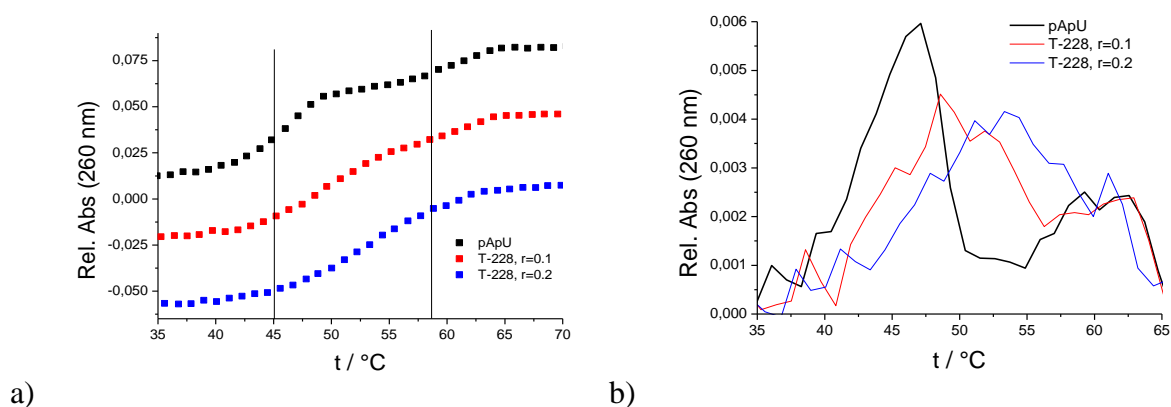 0,075
0,050
0,025
0,000
-0,025
-0,050
Rel. Abs (260 nm)
pApU
T-228, r=0.1
T-228, r=0.2
35 40 45 50 55 60 65 70
t / °C
a)
0,006
0,005
0,004
0,003
0,002
0,001
0,000
Rel. Abs (260 nm)
pApU
T-228, r=0.1
T-228, r=0.2
35 40 45 50 55 60 65
t / °C
b)